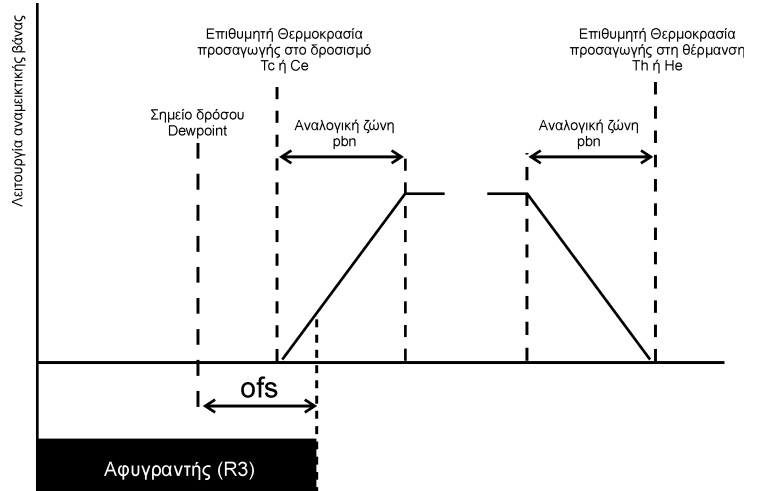 Επιθυμητή Θερμοκρασία
προσαγωγής στο δροσισμό
Tc ή Ce
Επιθυμητή Θερμοκρασία
προσαγωγής στη θέρμανση
Th ή He
Σημείο δρόσου
Dewpoint
Αναλογική ζώνη
pbn
Αναλογική ζώνη
pbn
Λειτουργία αναμεικτικής βάνας
ofs
Αφυγραντής (R3)